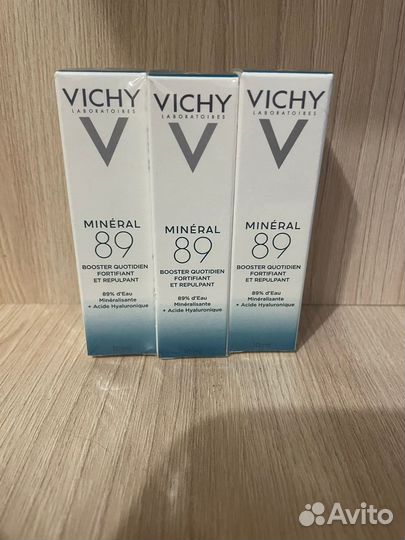 VICHY
LABORATOIRES
MINÉRAL
89
BOOSTER QUOTIDIEN
FORTIFIANT
ET REPULPANT
89% d'Eau
Minéralisante
+ Acide Hyaluronique
VICHY
LABORATOIRES
MINÉRAL
89
BOOSTER QUOTIDIEN
FORTIFIANT
ET REPULPANT
89% d'Eau
Minéralisante
+ Acide Hyaluronique
VICHY
LABORATOIRES
MINÉRAL
89
BOOSTER QUOTIDIEN
FORTIFIANT
ET REPULPANT
89% d'Eau
Minéralisante
+ Acide Hyaluronique
Avito